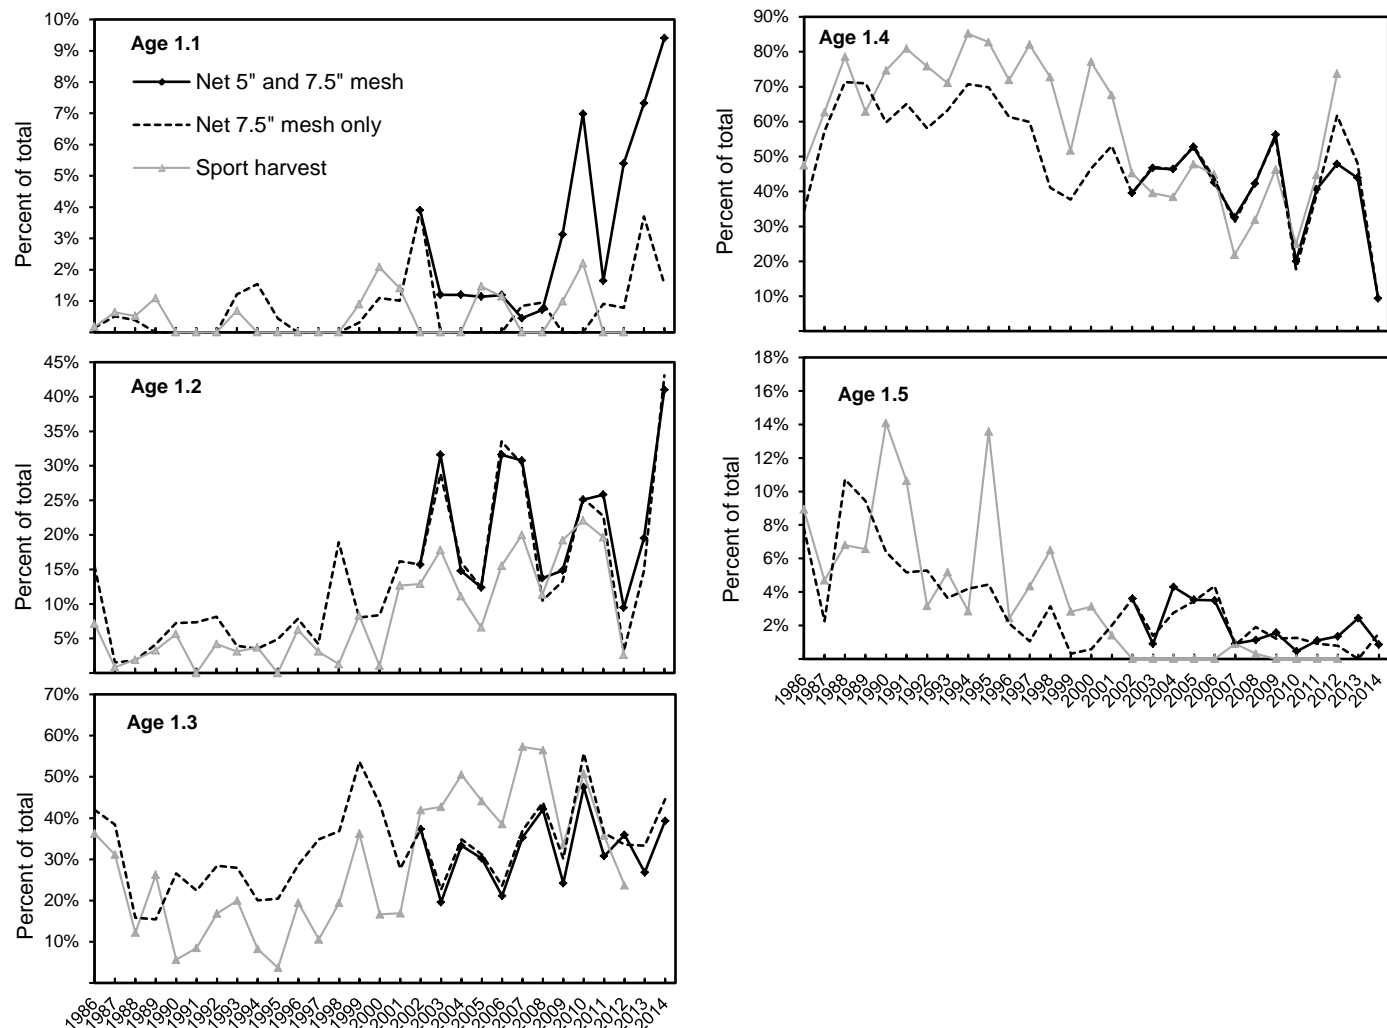 Age 1.1
Net 5" and 7.5" mesh
Net 7.5" mesh only
Sport harvest
Percent of total
10%
9%
8%
7%
6%
5%
4%
3%
2%
1%
Age 1.2
Percent of total
45%
40%
35%
30%
25%
20%
15%
10%
5%
Age 1.3
Percent of total
70%
60%
50%
40%
30%
20%
10%
1986 1987 1988 1989 1990 1991 1992 1993 1994 1995 1996 1997 1998 1999 2000 2001 2002 2003 2004 2005 2006 2007 2008 2009 2010 2011 2012 2013 2014
Age 1.4
Percent of total
90%
80%
70%
60%
50%
40%
30%
20%
10%
Age 1.5
Percent of total
18%
16%
14%
12%
10%
8%
6%
4%
2%
1986 1987 1988 1989 1990 1991 1992 1993 1994 1995 1996 1997 1998 1999 2000 2001 2002 2003 2004 2005 2006 2007 2008 2009 2010 2011 2012 2013 2014